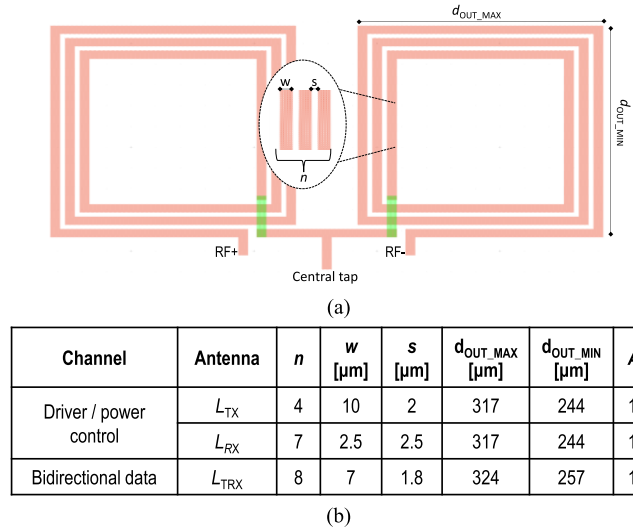 d_OUT_MAX
w s
n
d_OUT_MIN
RF+ RF-
Central tap
(a)
Channel Antenna n w [μm] s [μm] d_OUT_MAX [μm] d_OUT_MIN [μm]
Driver / power control L_TX 4 10 2 317 244
L_RX 7 2.5 2.5 317 244
Bidirectional data L_TRX 8 7 1.8 324 257
(b)